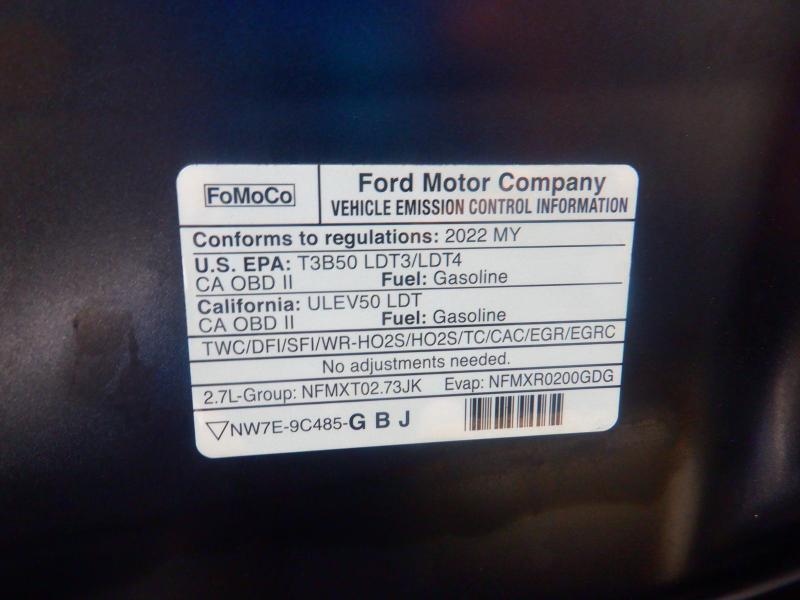 FoMoCo
Ford Motor Company
VEHICLE EMISSION CONTROL INFORMATION
Conforms to regulations: 2022 MY
U.S. EPA: T3B50 LDT3/LDT4
CA OBD II Fuel: Gasoline
California: ULEV50 LDT
CA OBD II Fuel: Gasoline
TWC/DFI/SFI/WR-HO2S/HO2S/TC/CAC/EGR/EGRC
No adjustments needed.
2.7L-Group: NFMXT02.73JK Evap: NFMXR0200GDG
NW7E-9C485-G B J